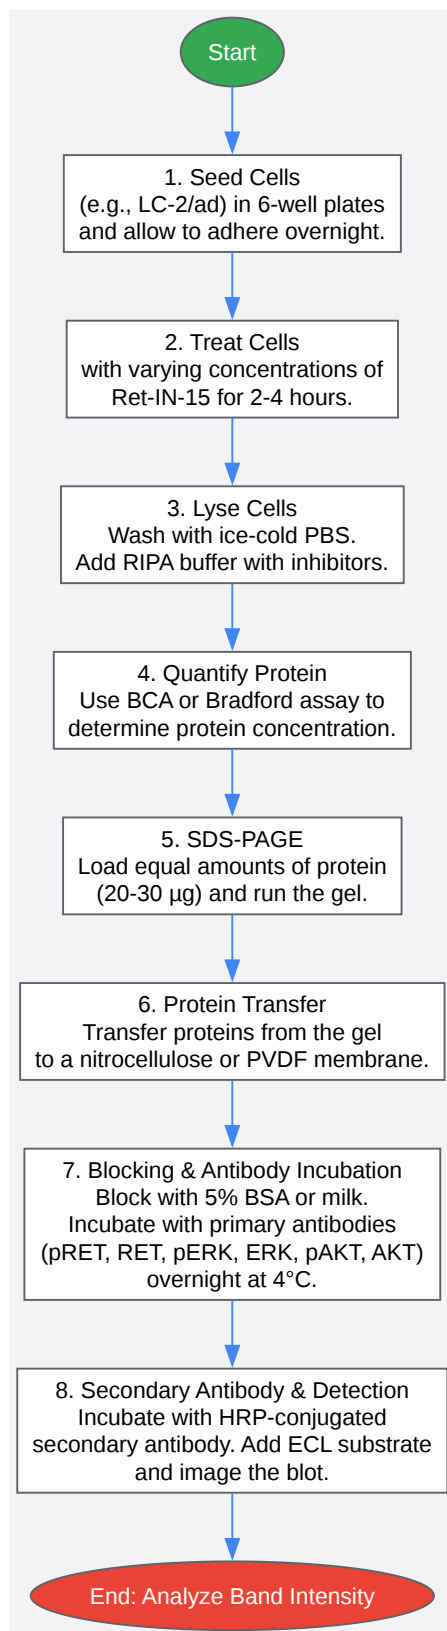 Start
1. Seed Cells
(e.g., LC-2/ad) in 6-well plates
and allow to adhere overnight.
2. Treat Cells
with varying concentrations of
Ret-IN-15 for 2-4 hours.
3. Lyse Cells
Wash with ice-cold PBS.
Add RIPA buffer with inhibitors.
4. Quantify Protein
Use BCA or Bradford assay to
determine protein concentration.
5. SDS-PAGE
Load equal amounts of protein
(20-30 µg) and run the gel.
6. Protein Transfer
Transfer proteins from the gel
to a nitrocellulose or PVDF membrane.
7. Blocking & Antibody Incubation
Block with 5% BSA or milk.
Incubate with primary antibodies
(pRET, RET, pERK, ERK, pAKT, AKT)
overnight at 4°C.
8. Secondary Antibody & Detection
Incubate with HRP-conjugated
secondary antibody. Add ECL substrate
and image the blot.
End: Analyze Band Intensity